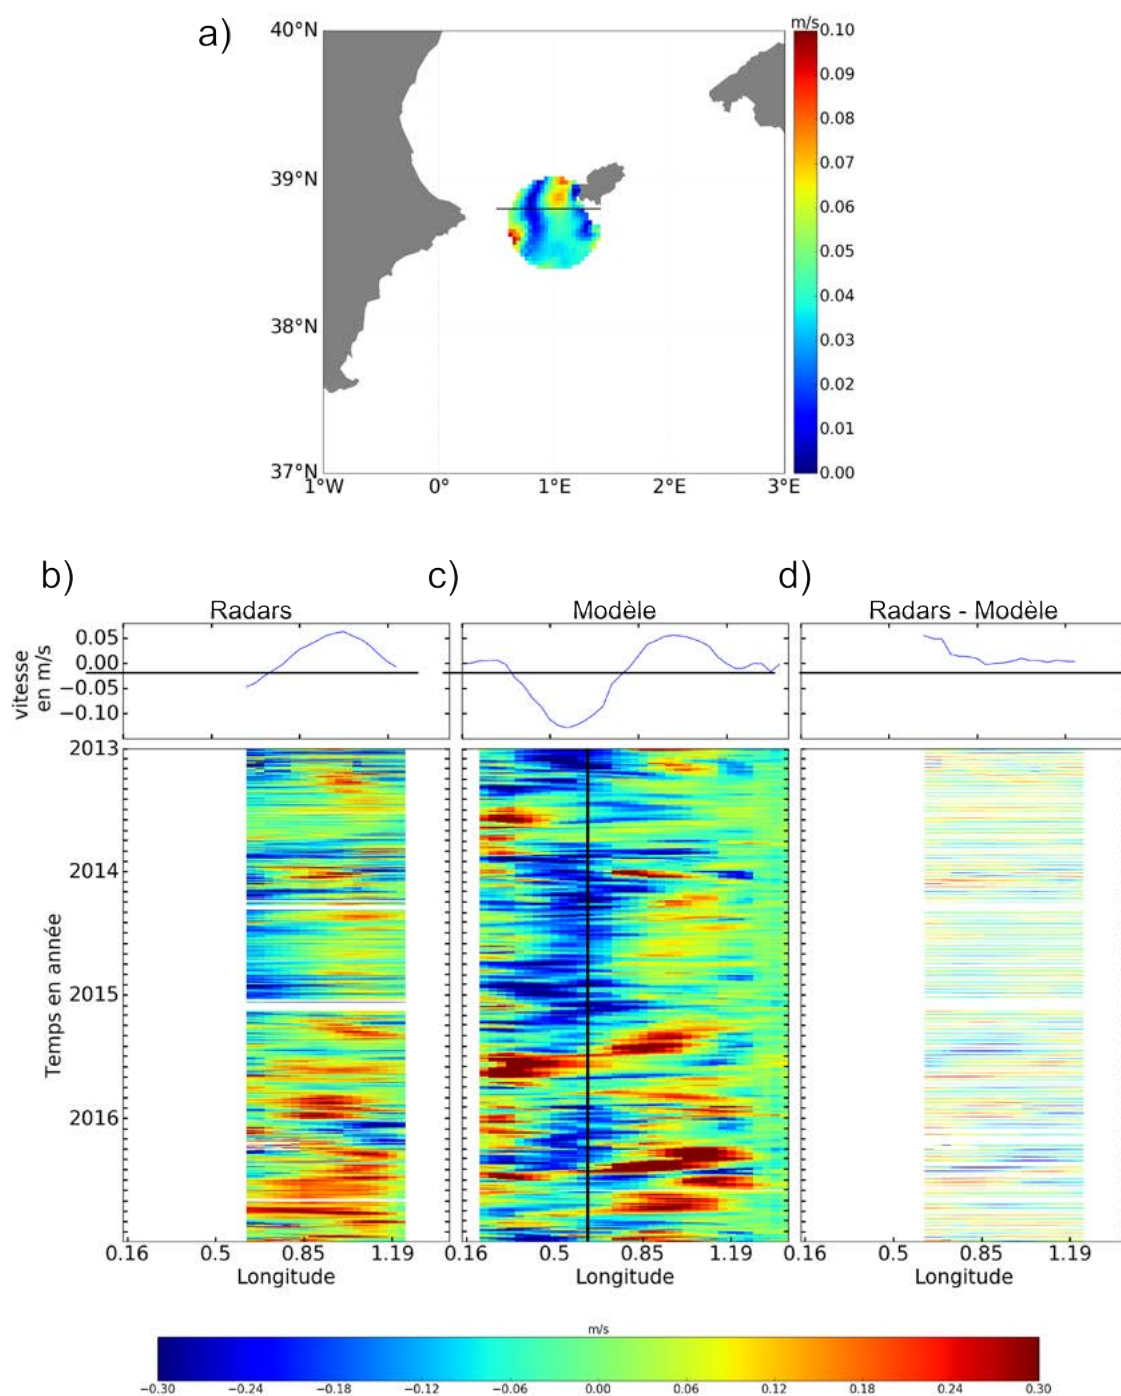 a)
m/s
40°N
39°N
38°N
37°N
1°W 0° 1°E 2°E 3°E
0.10
0.09
0.08
0.07
0.06
0.05
0.04
0.03
0.02
0.01
0.00
b) c) d)
Radars Modèle Radars - Modèle
vitesse
en m/s
0.05
0.00
−0.05
−0.10
Temps en année
2013
2014
2015
2016
0.16 0.5 0.85 1.19 0.16 0.5 0.85 1.19 0.16 0.5 0.85 1.19
Longitude Longitude Longitude
m/s
−0.30 −0.24 −0.18 −0.12 −0.06 0.00 0.06 0.12 0.18 0.24 0.30